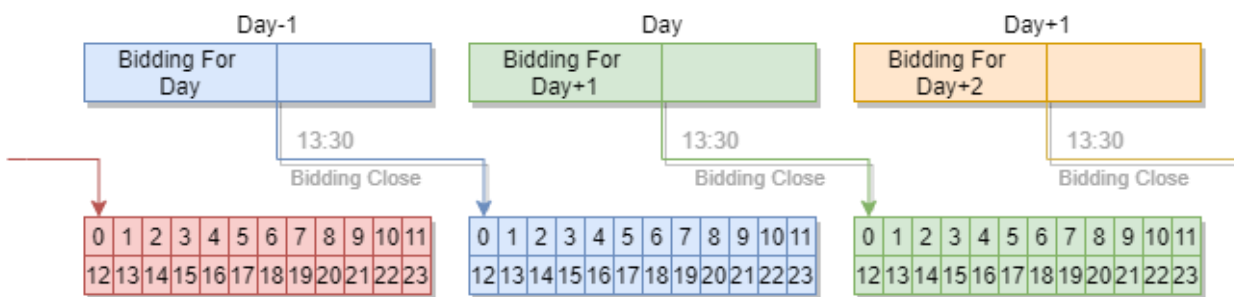 Day-1 Day Day+1
Bidding For Bidding For Bidding For
Day Day+1 Day+2
13:30 13:30 13:30
Bidding Close Bidding Close Bidding Close
0 1 2 3 4 5 6 7 8 9 10 11 0 1 2 3 4 5 6 7 8 9 10 11 0 1 2 3 4 5 6 7 8 9 10 11
12 13 14 15 16 17 18 19 20 21 22 23 12 13 14 15 16 17 18 19 20 21 22 23 12 13 14 15 16 17 18 19 20 21 22 23